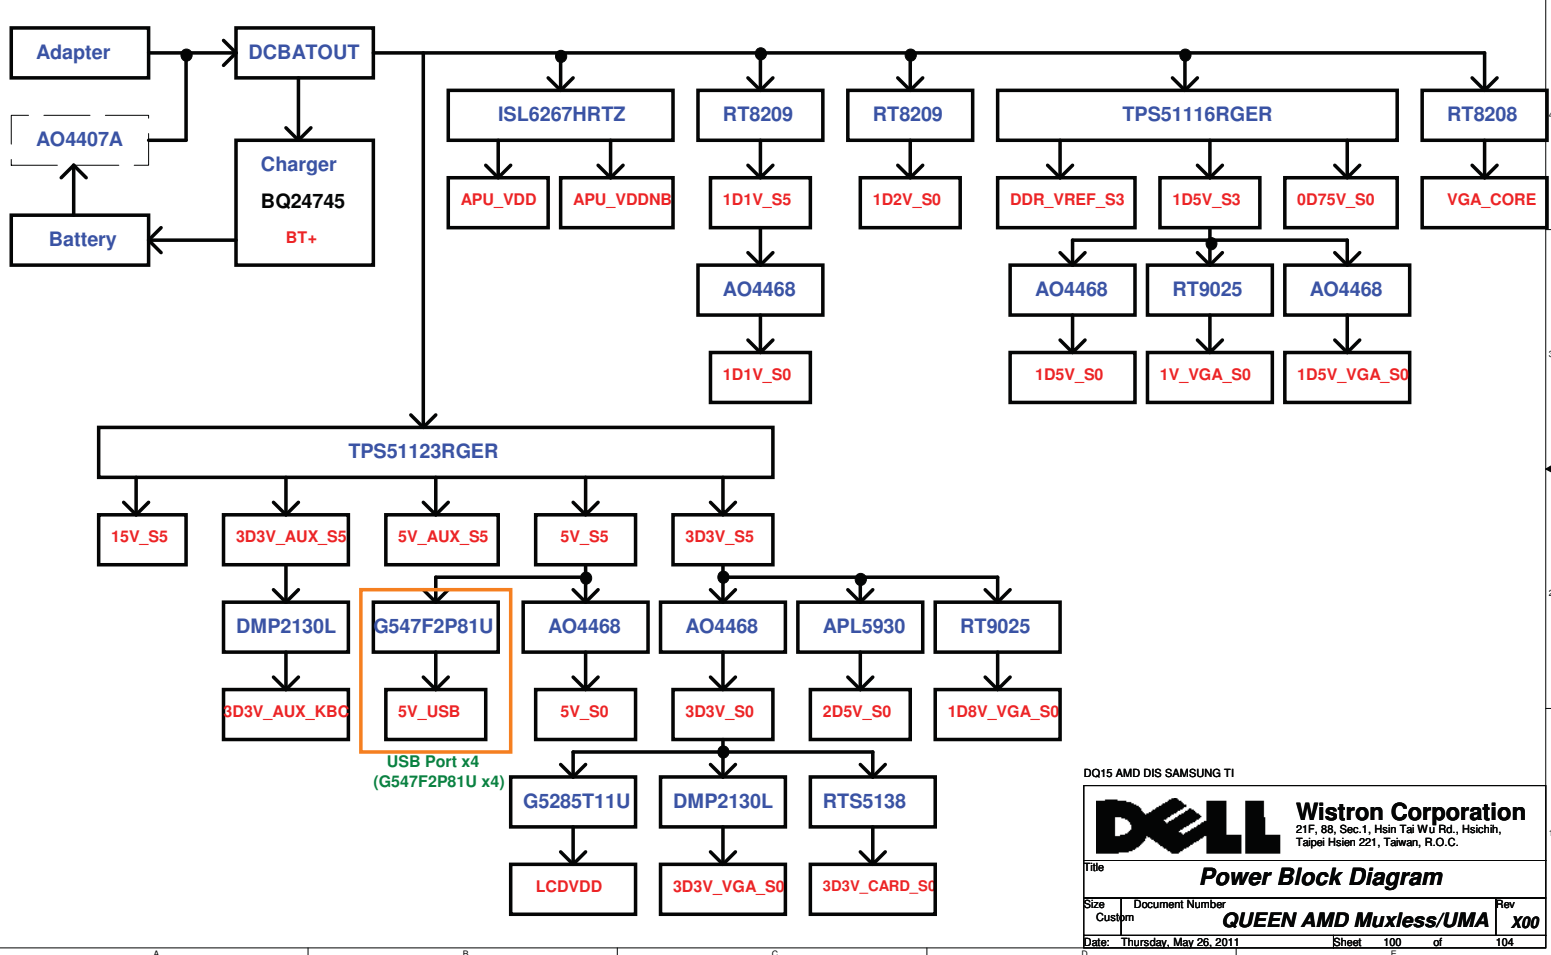 Adapter
DCBATOUT
AO4407A
Charger
BQ24745
BT+
Battery
ISL6267HRTZ
RT8209
RT8209
TPS51116RGER
RT8208
APU_VDD
APU_VDDNB
1D1V_S5
1D2V_S0
DDR_VREF_S3
1D5V_S3
0D75V_S0
VGA_CORE
AO4468
AO4468
RT9025
AO4468
1D1V_S0
1D5V_S0
1V_VGA_S0
1D5V_VGA_S0
TPS51123RGER
15V_S5
3D3V_AUX_S5
5V_AUX_S5
5V_S5
3D3V_S5
DMP2130L
G547F2P81U
AO4468
AO4468
APL5930
RT9025
3D3V_AUX_KBC
5V_USB
5V_S0
3D3V_S0
2D5V_S0
1D8V_VGA_S0
USB Port x4
(G547F2P81U x4)
G5285T11U
DMP2130L
RTS5138
LCDVDD
3D3V_VGA_S0
3D3V_CARD_S0
DQ15 AMD DIS SAMSUNG TI
DELL
Wistron Corporation
21F, 88, Sec.1, Hsin Tai Wu Rd., Hsichih,
Taipei Hsien 221, Taiwan, R.O.C.
Title
Power Block Diagram
Size
Document Number
Rev
Custom
QUEEN AMD Muxless/UMA
X00
Date: Thursday, May 26, 2011
Sheet 100 of 104
A B C D E